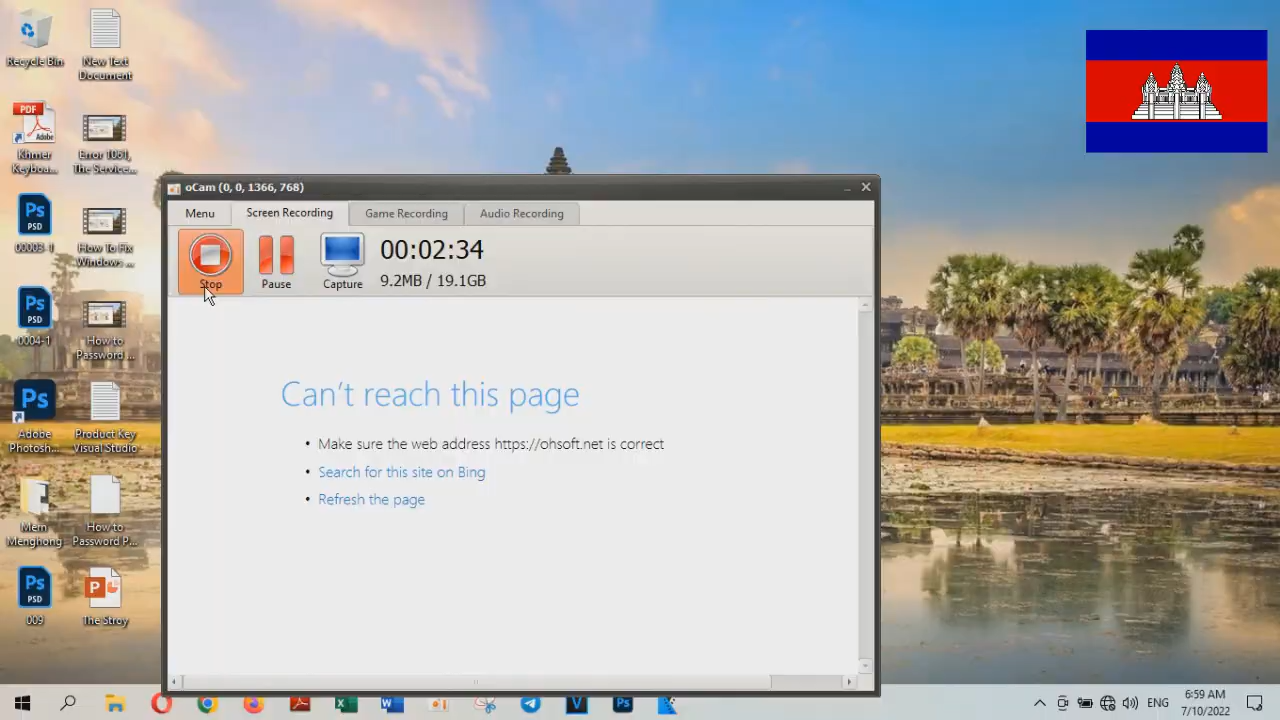 Recycle Bin
New Text
Document
PDF
Adobe
Khmer
Keyboa...
Error 1061,
The Service...
Ps
PSD
00003-1
How To Fix
Windows ...
Ps
PSD
0004-1
How to
Password ...
Ps
Adobe
Photosh...
Product Key
Visual Studio
Mem
Menghong
How to
Password P...
Ps
PSD
009
P
The Stroy
oCam (0, 0, 1366, 768)
Menu
Screen Recording
Game Recording
Audio Recording
Stop
Pause
Capture
00:02:34
9.2MB / 19.1GB
Can't reach this page
• Make sure the web address https://ohsoft.net is correct
• Search for this site on Bing
• Refresh the page
ENG
6:59 AM
7/10/2022